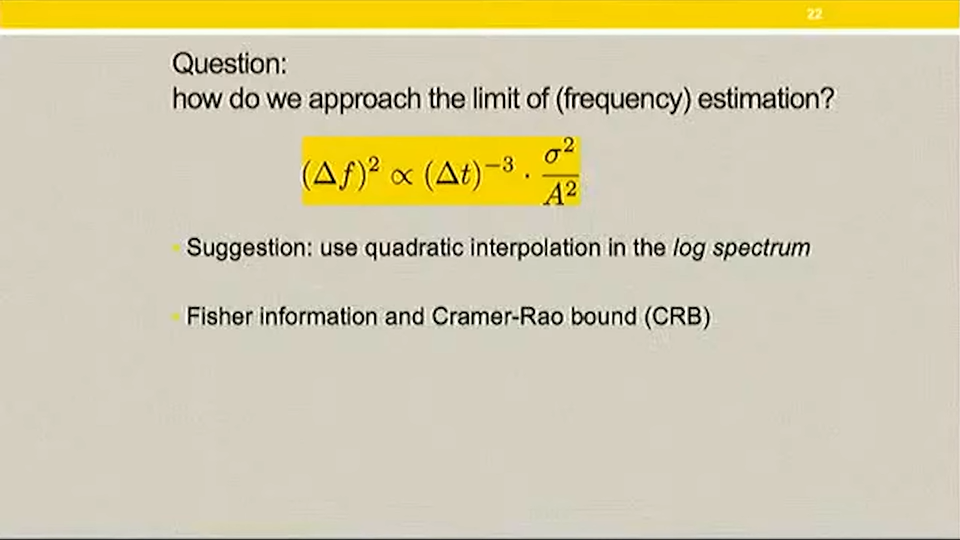 22
Question:
how do we approach the limit of (frequency) estimation?
(Δf)² ∝ (Δt)⁻³ · σ²/A²
Suggestion: use quadratic interpolation in the log spectrum
Fisher information and Cramer-Rao bound (CRB)